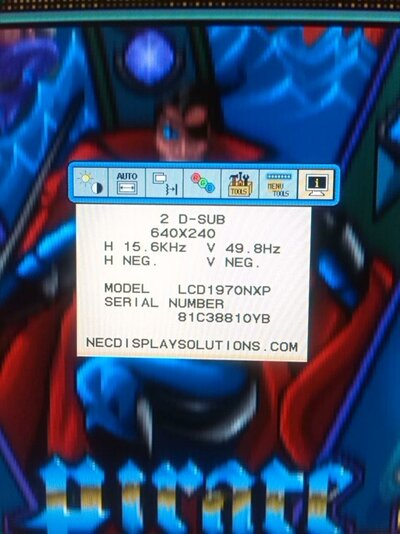 AUTO
TOOLS
MENU
TOOLS
2 D-SUB
640X240
H 15.6KHz V 49.8Hz
H NEG. V NEG.
MODEL LCD1970NXP
SERIAL NUMBER
81C38810YB
NECDISPLAYSOLUTIONS.COM
pirate